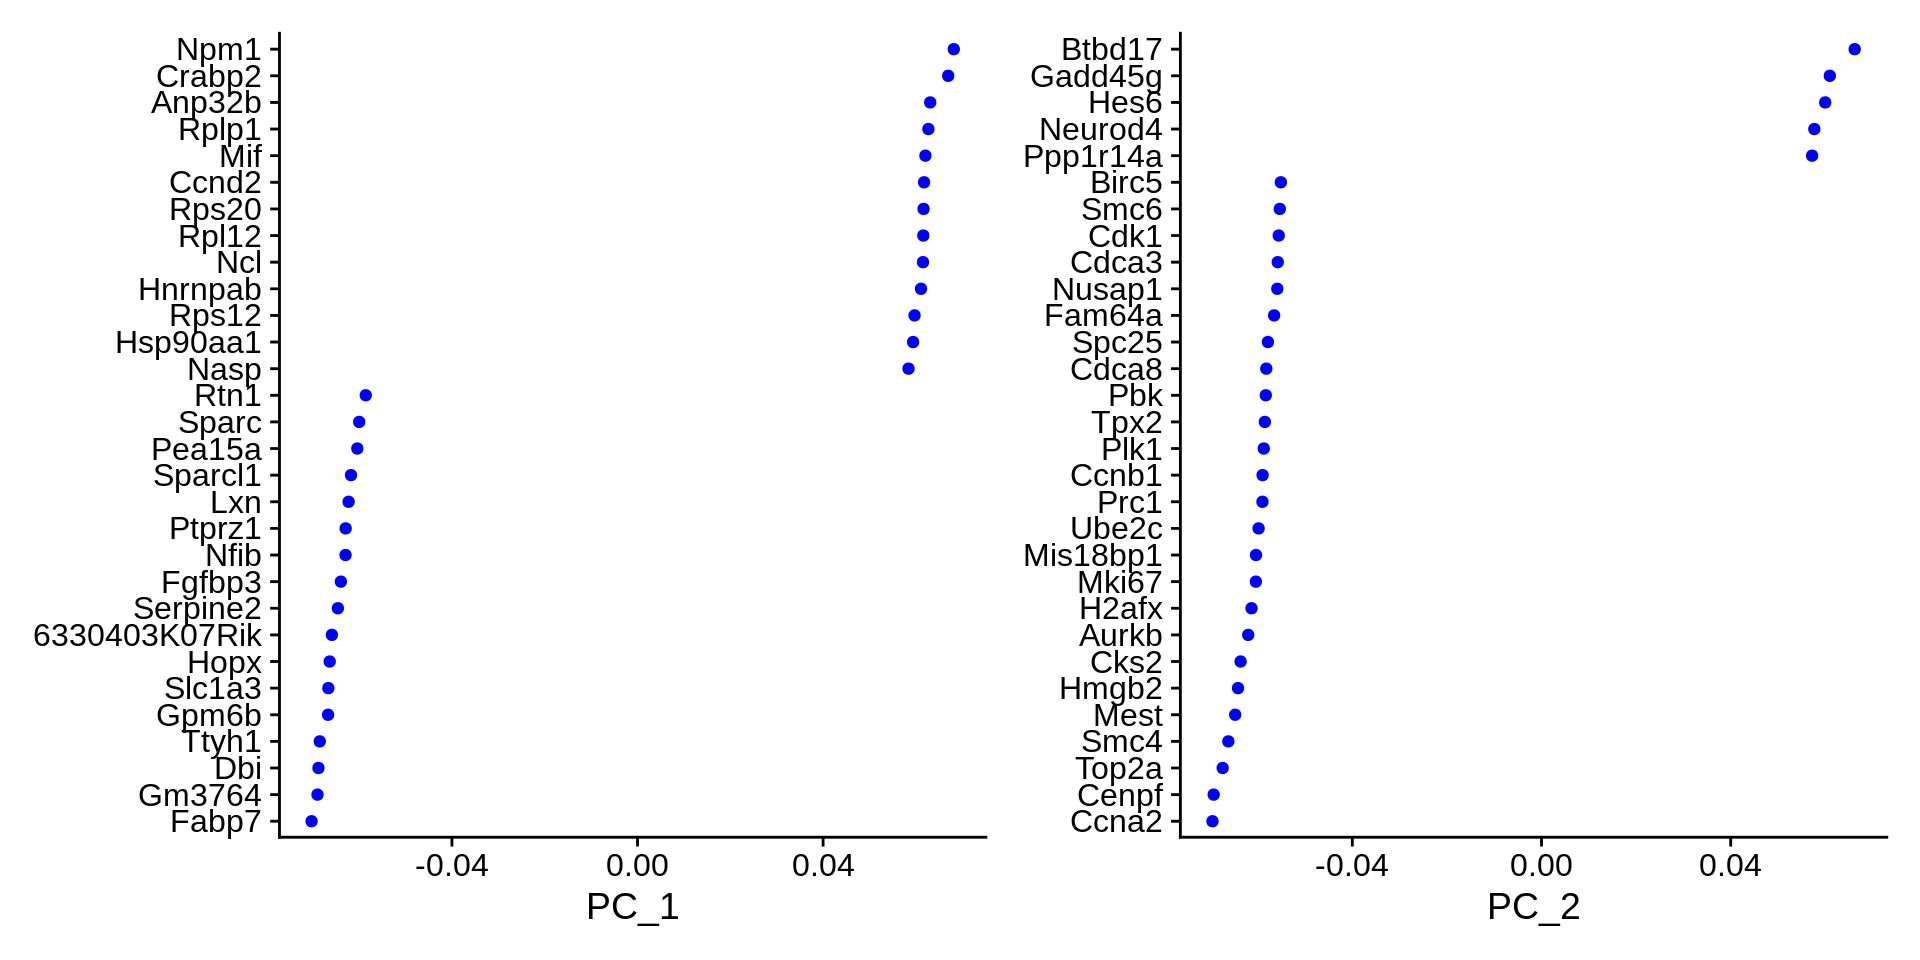 Npm1
Crabp2
Anp32b
Rplp1
Mif
Ccnd2
Rps20
Rpl12
Ncl
Hnrnpab
Rps12
Hsp90aa1
Nasp
Rtn1
Sparc
Pea15a
Sparcl1
Lxn
Ptprz1
Nfib
Fgfbp3
Serpine2
6330403K07Rik
Hopx
Slc1a3
Gpm6b
Ttyh1
Dbi
Gm3764
Fabp7
-0.04 0.00 0.04
PC_1
Btbd17
Gadd45g
Hes6
Neurod4
Ppp1r14a
Birc5
Smc6
Cdk1
Cdca3
Nusap1
Fam64a
Spc25
Cdca8
Pbk
Tpx2
Plk1
Ccnb1
Prc1
Ube2c
Mis18bp1
Mki67
H2afx
Aurkb
Cks2
Hmgb2
Mest
Smc4
Top2a
Cenpf
Ccna2
-0.04 0.00 0.04
PC_2